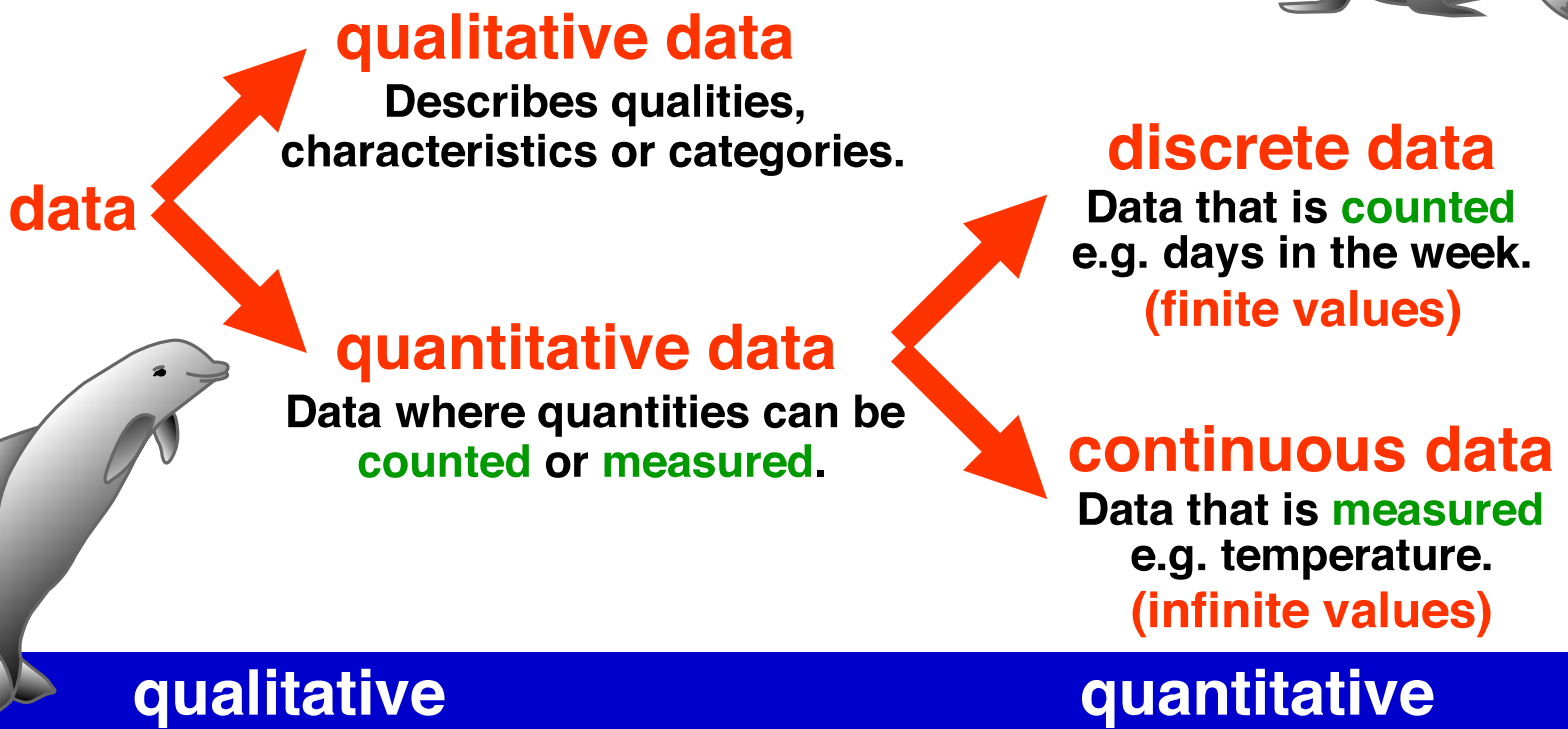 data
qualitative data
Describes qualities,
characteristics or categories.
quantitative data
Data where quantities can be
counted or measured.
discrete data
Data that is counted
e.g. days in the week.
(finite values)
continuous data
Data that is measured
e.g. temperature.
(infinite values)
qualitative
quantitative